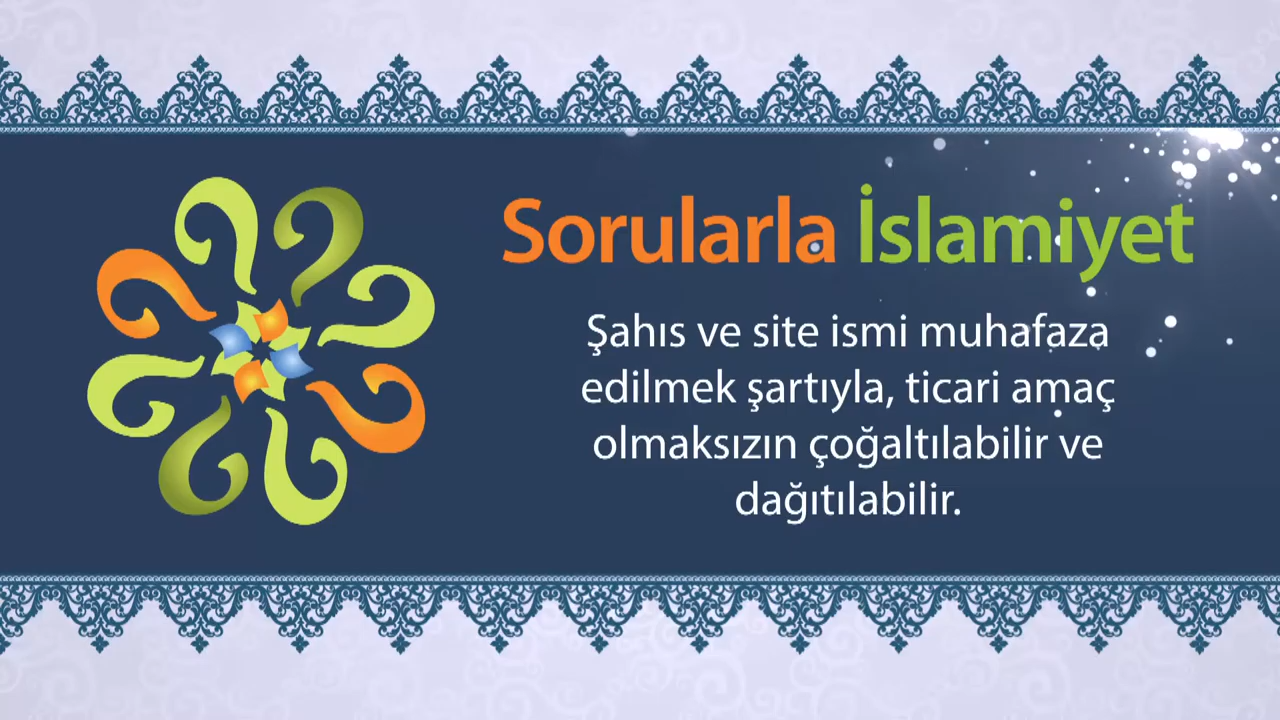 Sorularla İslamiyet
Şahıs ve site ismi muhafaza
edilmek şartıyla, ticari amaç
olmaksızın çoğaltılabilir ve
dağıtılabilir.